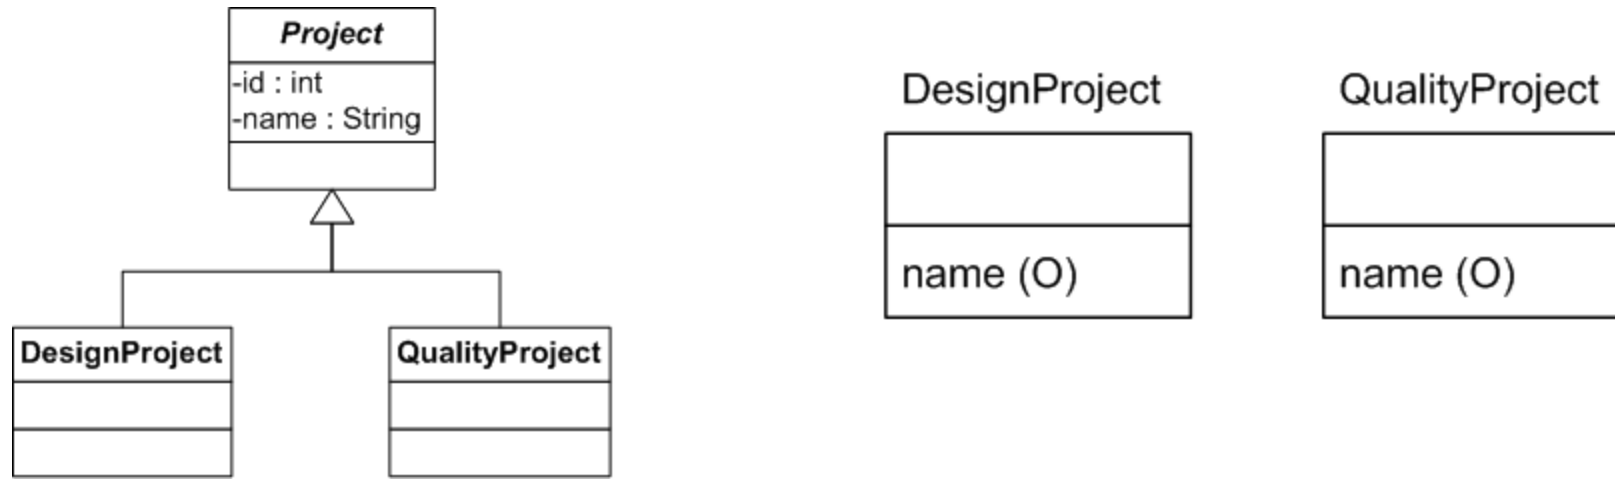 Project
-id : int
-name : String
DesignProject
QualityProject
DesignProject
name (O)
QualityProject
name (O)